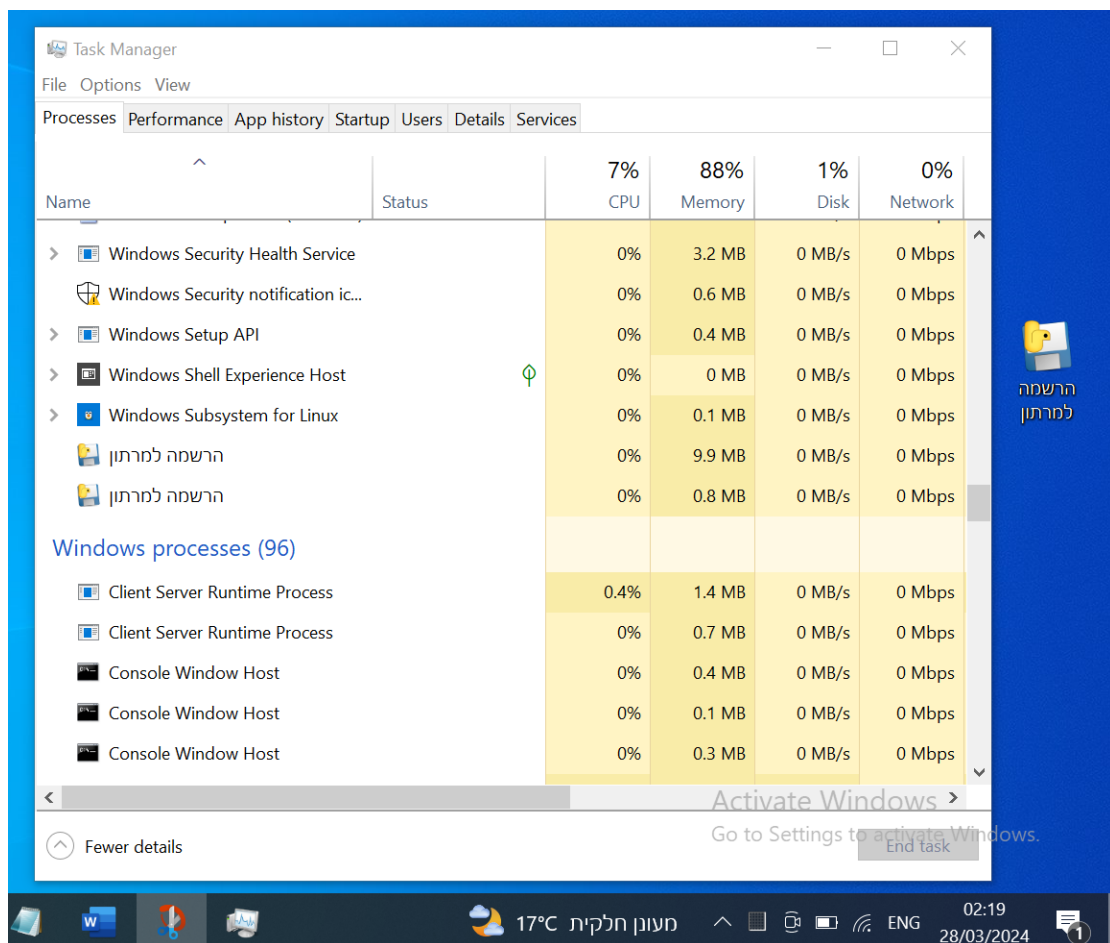 Task Manager
File Options View
Processes Performance App history Startup Users Details Services
7% 88% 1% 0%
Name Status CPU Memory Disk Network
Windows Security Health Service 0% 3.2 MB 0 MB/s 0 Mbps
Windows Security notification ic... 0% 0.6 MB 0 MB/s 0 Mbps
Windows Setup API 0% 0.4 MB 0 MB/s 0 Mbps
Windows Shell Experience Host 0% 0 MB 0 MB/s 0 Mbps
Windows Subsystem for Linux 0% 0.1 MB 0 MB/s 0 Mbps
הרשמה למרתון 0% 9.9 MB 0 MB/s 0 Mbps
הרשמה למרתון 0% 0.8 MB 0 MB/s 0 Mbps
Windows processes (96)
Client Server Runtime Process 0.4% 1.4 MB 0 MB/s 0 Mbps
Client Server Runtime Process 0% 0.7 MB 0 MB/s 0 Mbps
Console Window Host 0% 0.4 MB 0 MB/s 0 Mbps
Console Window Host 0% 0.1 MB 0 MB/s 0 Mbps
Console Window Host 0% 0.3 MB 0 MB/s 0 Mbps
הרשמה
למרתון
Activate Windows
Go to Settings to activate Windows.
Fewer details End task
W 17°C מעונן חלקית ENG 02:19
28/03/2024 1